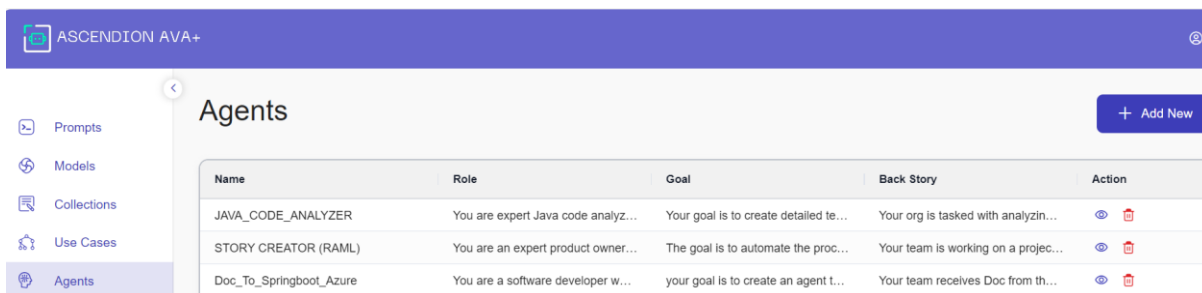 ASCENDION AVA+
Agents
+ Add New
Prompts
Models
Collections
Use Cases
Agents
Name Role Goal Back Story Action
JAVA_CODE_ANALYZER You are expert Java code analyz... Your goal is to create detailed te... Your org is tasked with analyzin...
STORY CREATOR (RAML) You are an expert product owner... The goal is to automate the proc... Your team is working on a projec...
Doc_To_Springboot_Azure You are a software developer w... your goal is to create an agent t... Your team receives Doc from th...